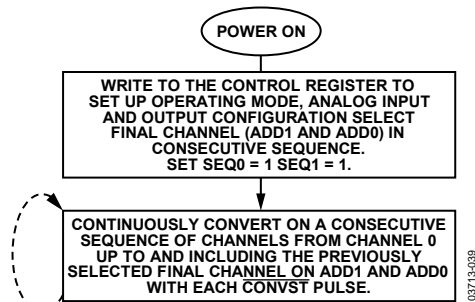 POWER ON
WRITE TO THE CONTROL REGISTER TO
SET UP OPERATING MODE, ANALOG INPUT
AND OUTPUT CONFIGURATION SELECT
FINAL CHANNEL (ADD1 AND ADD0) IN
CONSECUTIVE SEQUENCE.
SET SEQ0 = 1 SEQ1 = 1.
CONTINUOUSLY CONVERT ON A CONSECUTIVE
SEQUENCE OF CHANNELS FROM CHANNEL 0
UP TO AND INCLUDING THE PREVIOUSLY
SELECTED FINAL CHANNEL ON ADD1 AND ADD0
WITH EACH CONVST PULSE.
03713-039